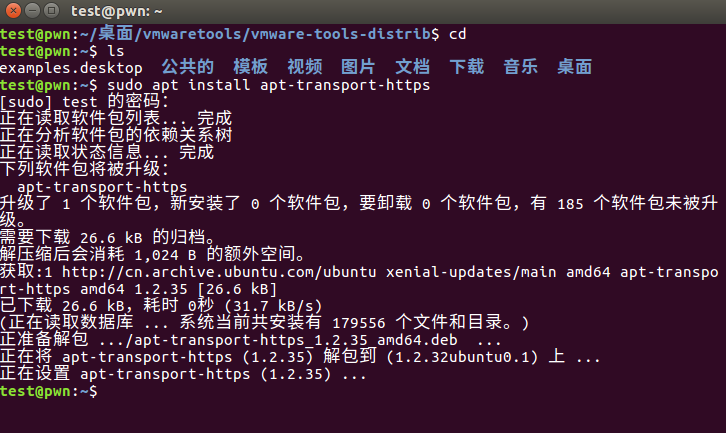 test@pwn: ~
test@pwn:~/桌面/vmwaretools/vmware-tools-distrib$ cd
test@pwn:~$ ls
examples.desktop 公共的 模板 视频 图片 文档 下载 音乐 桌面
test@pwn:~$ sudo apt install apt-transport-https
[sudo] test 的密码：
正在读取软件包列表... 完成
正在分析软件包的依赖关系树
正在读取状态信息... 完成
下列软件包将被升级：
  apt-transport-https
升级了 1 个软件包，新安装了 0 个软件包，要卸载 0 个软件包，有 185 个软件包未被升
级。
需要下载 26.6 kB 的归档。
解压缩后会消耗 1,024 B 的额外空间。
获取:1 http://cn.archive.ubuntu.com/ubuntu xenial-updates/main amd64 apt-transpo
rt-https amd64 1.2.35 [26.6 kB]
已下载 26.6 kB，耗时 0秒 (31.7 kB/s)
(正在读取数据库 ... 系统当前共安装有 179556 个文件和目录。)
正准备解包 .../apt-transport-https_1.2.35_amd64.deb  ...
正在将 apt-transport-https (1.2.35) 解包到 (1.2.32ubuntu0.1) 上 ...
正在设置 apt-transport-https (1.2.35) ...
test@pwn:~$